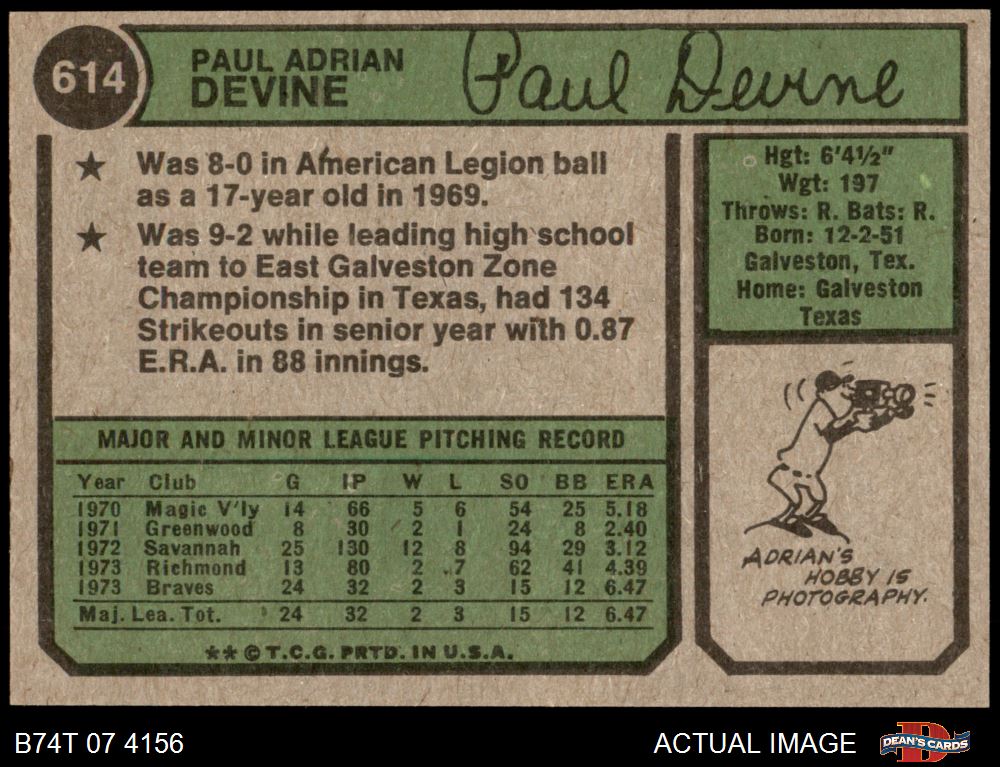 614
PAUL ADRIAN
DEVINE
Paul Devine
★ Was 8-0 in American Legion ball
as a 17-year old in 1969.
★ Was 9-2 while leading high school
team to East Galveston Zone
Championship in Texas, had 134
Strikeouts in senior year with 0.87
E.R.A. in 88 innings.
Hgt: 6'4½"
Wgt: 197
Throws: R. Bats: R.
Born: 12-2-51
Galveston, Tex.
Home: Galveston
Texas
MAJOR AND MINOR LEAGUE PITCHING RECORD
Year Club G IP W L SO BB ERA
1970 Magic V'ly 14 66 5 6 54 25 5.18
1971 Greenwood 8 30 2 1 24 8 2.40
1972 Savannah 25 130 12 8 94 29 3.12
1973 Richmond 13 80 2 7 62 41 4.39
1973 Braves 24 32 2 3 15 12 6.47
Maj. Lea. Tot. 24 32 2 3 15 12 6.47
** © T.C.G. PRTD. IN U.S.A.
ADRIAN'S
HOBBY IS
PHOTOGRAPHY.
B74T 07 4156
ACTUAL IMAGE
DEAN'S CARDS